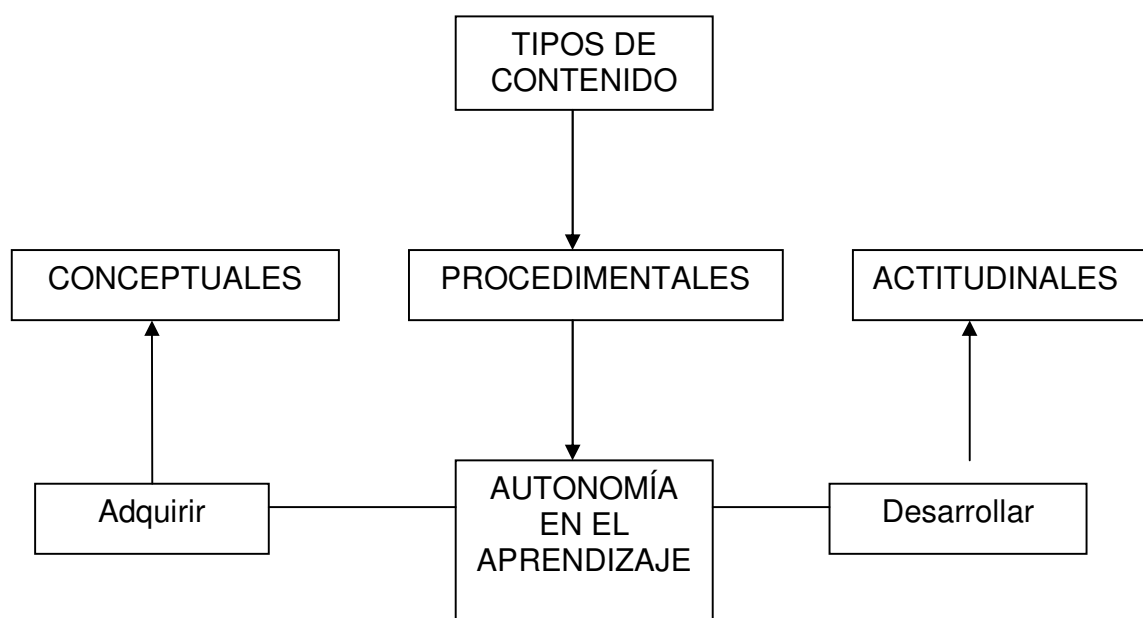 TIPOS DE
CONTENIDO
CONCEPTUALES
PROCEDIMENTALES
ACTITUDINALES
Adquirir
AUTONOMÍA
EN EL
APRENDIZAJE
Desarrollar